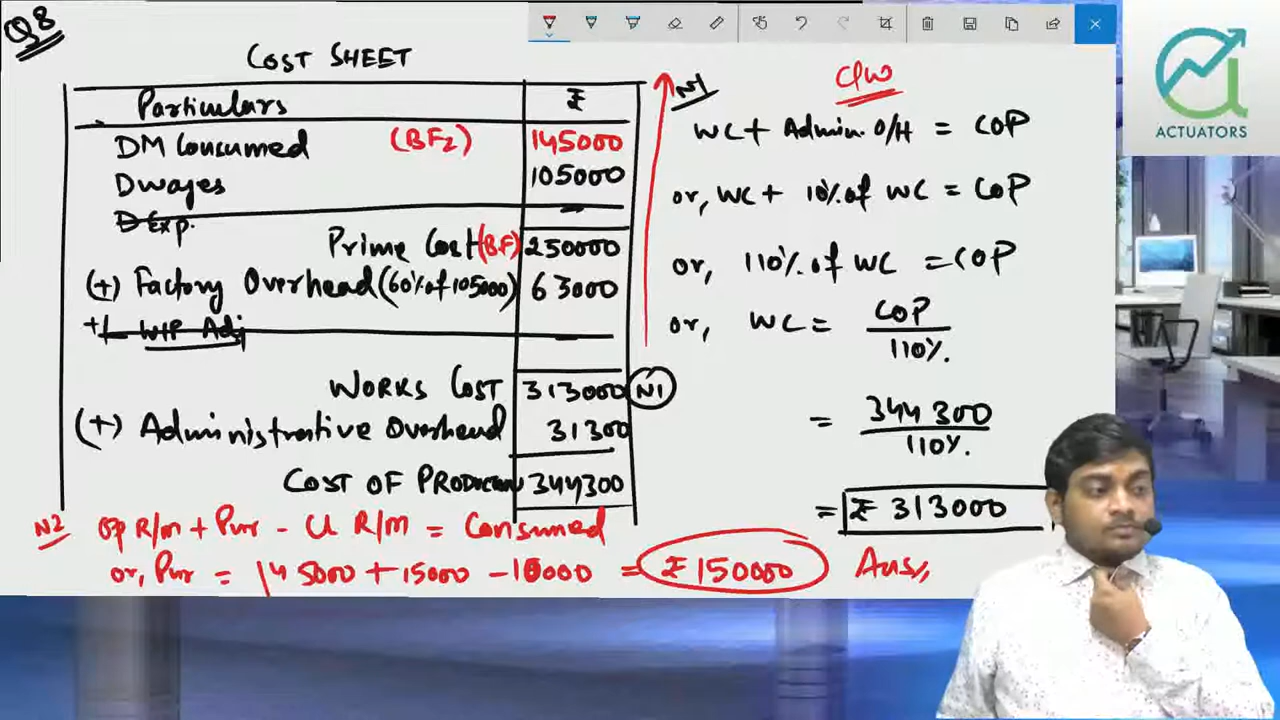 Q8
COST SHEET
Particulars ₹
DM Consumed (BF2) 145000
D wages 105000
D Exp. —
Prime Cost (BF) 250000
(+) Factory Overhead (60% of 105000) 63000
+/- WIP Adj —
WORKS COST 313000 N1
(+) Administrative Overhead 31300
COST OF PRODUCTION 344300
N2 Op R/m + Pur - Cl R/m = Consumed
or, Pur = 145000 + 15000 - 10000 = ₹ 150000 Ans,
N1 C/W
WC + Admin. O/H = COP
or, WC + 10% of WC = COP
or, 110% of WC = COP
or, WC = COP
110%.
= 344300
110%.
= ₹ 313000
ACTUATORS